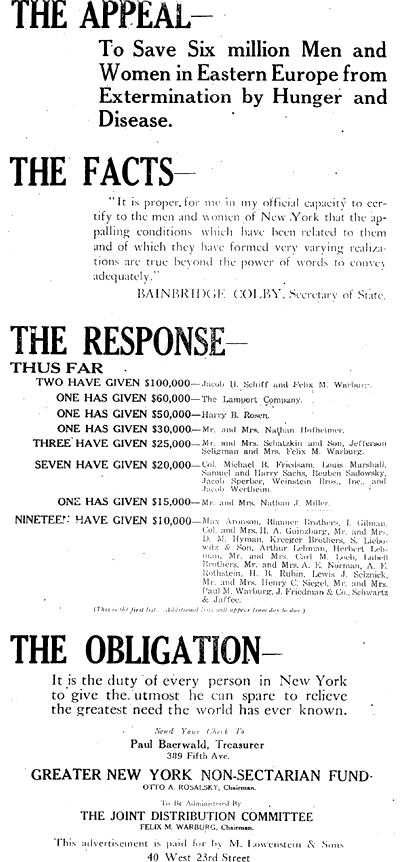 THE APPEAL—
To Save Six million Men and
Women in Eastern Europe from
Extermination by Hunger and
Disease.
THE FACTS—
"It is proper, for me in my official capacity to cer-
tify to the men and women of New York that the ap-
palling conditions which have been related to them
and of which they have formed very varying realiza-
tions are true beyond the power of words to convey
adequately."
BAINBRIDGE COLBY, Secretary of State.
THE RESPONSE—
THUS FAR
TWO HAVE GIVEN $100,000—Jacob H. Schiff and Felix M. Warburg.
ONE HAS GIVEN $60,000—The Lamport Company.
ONE HAS GIVEN $50,000—Harry B. Rosen.
ONE HAS GIVEN $30,000—Mr. and Mrs. Nathan Hofheimer.
THREE HAVE GIVEN $25,000—Mr. and Mrs. Schatzkin and Son, Jefferson
Seligman and Mrs. Felix M. Warburg.
SEVEN HAVE GIVEN $20,000—Col. Michael B. Friedsam, Louis Marshall,
Samuel and Harry Sachs, Reuben Sadowsky,
Jacob Sperber, Weinstein Bros., Inc., and
Jacob Wertheim.
ONE HAS GIVEN $15,000—Mr. and Mrs. Nathan J. Miller.
NINETEEN HAVE GIVEN $10,000—Max Aronson, Blauner Brothers, I. Gilman,
Col. and Mrs. H. A. Guinzburg, Mr. and Mrs.
D. M. Hyman, Kreeger Brothers, S. Liebo-
witz & Son, Arthur Lehman, Herbert Leh-
man, Mr. and Mrs. Carl M. Loeb, Lubell
Brothers, Mr. and Mrs. A. E. Norman, A. E.
Rothstein, H. B. Rubin, Lewis J. Selznick,
Mr. and Mrs. Henry C. Siegel, Mr. and Mrs.
Paul M. Warburg, J. Friedman & Co., Schwartz
& Jaffee.
(This is the first list. Additional lists will appear from day to day.)
THE OBLIGATION—
It is the duty of every person in New York
to give the utmost he can spare to relieve
the greatest need the world has ever known.
Send Your Check To
Paul Baerwald, Treasurer
389 Fifth Ave.
GREATER NEW YORK NON-SECTARIAN FUND
OTTO A. ROSALSKY, Chairman.
To Be Administered By
THE JOINT DISTRIBUTION COMMITTEE
FELIX M. WARBURG, Chairman.
This advertisement is paid for by M. Lowenstein & Sons
40 West 23rd Street